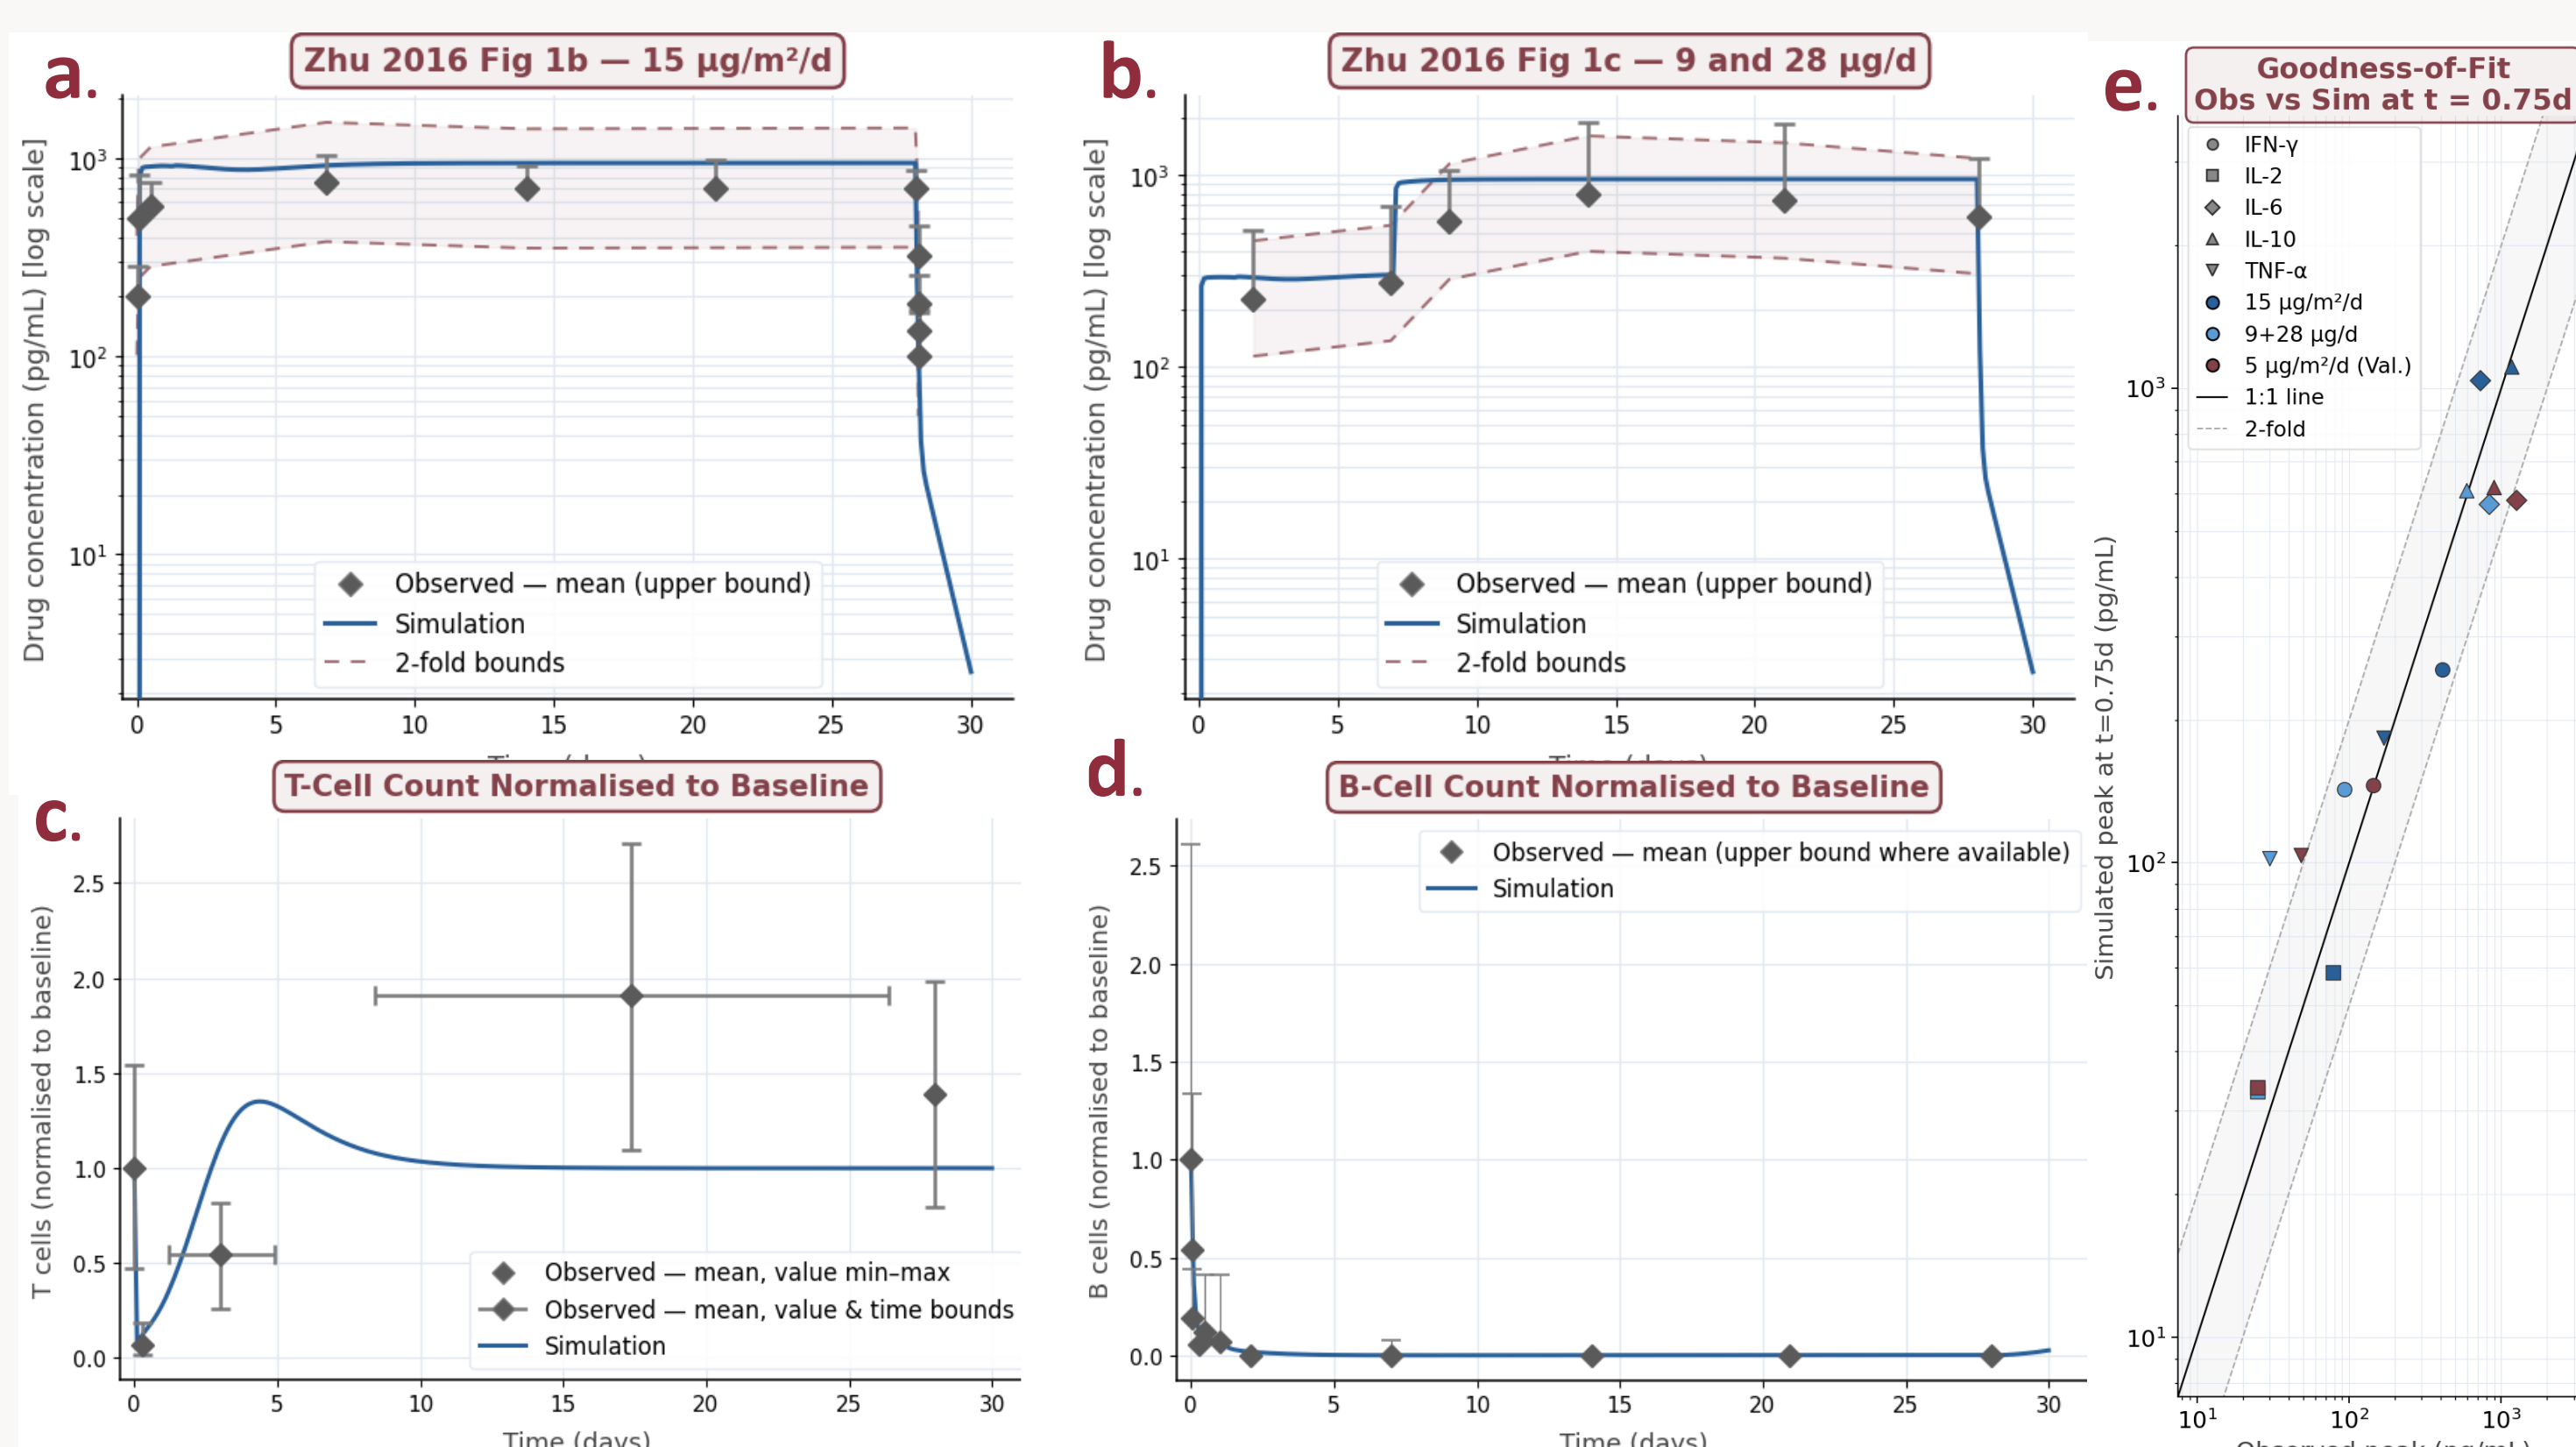 a.
Zhu 2016 Fig 1b — 15 µg/m²/d
Drug concentration (pg/mL) [log scale]
10³
10²
10¹
Observed — mean (upper bound)
Simulation
2-fold bounds
0 5 10 15 20 25 30
b.
Zhu 2016 Fig 1c — 9 and 28 µg/d
Drug concentration (pg/mL) [log scale]
10³
10²
10¹
Observed — mean (upper bound)
Simulation
2-fold bounds
0 5 10 15 20 25 30
c.
T-Cell Count Normalised to Baseline
T cells (normalised to baseline)
2.5
2.0
1.5
1.0
0.5
0.0
Observed — mean, value min–max
Observed — mean, value & time bounds
Simulation
0 5 10 15 20 25 30
Time (days)
d.
B-Cell Count Normalised to Baseline
B cells (normalised to baseline)
2.5
2.0
1.5
1.0
0.5
0.0
Observed — mean (upper bound where available)
Simulation
0 5 10 15 20 25 30
Time (days)
e.
Goodness-of-Fit
Obs vs Sim at t = 0.75d
IFN-γ
IL-2
IL-6
IL-10
TNF-α
15 µg/m²/d
9+28 µg/d
5 µg/m²/d (Val.)
1:1 line
2-fold
Simulated peak at t=0.75d (pg/mL)
10³
10²
10¹
10¹ 10² 10³